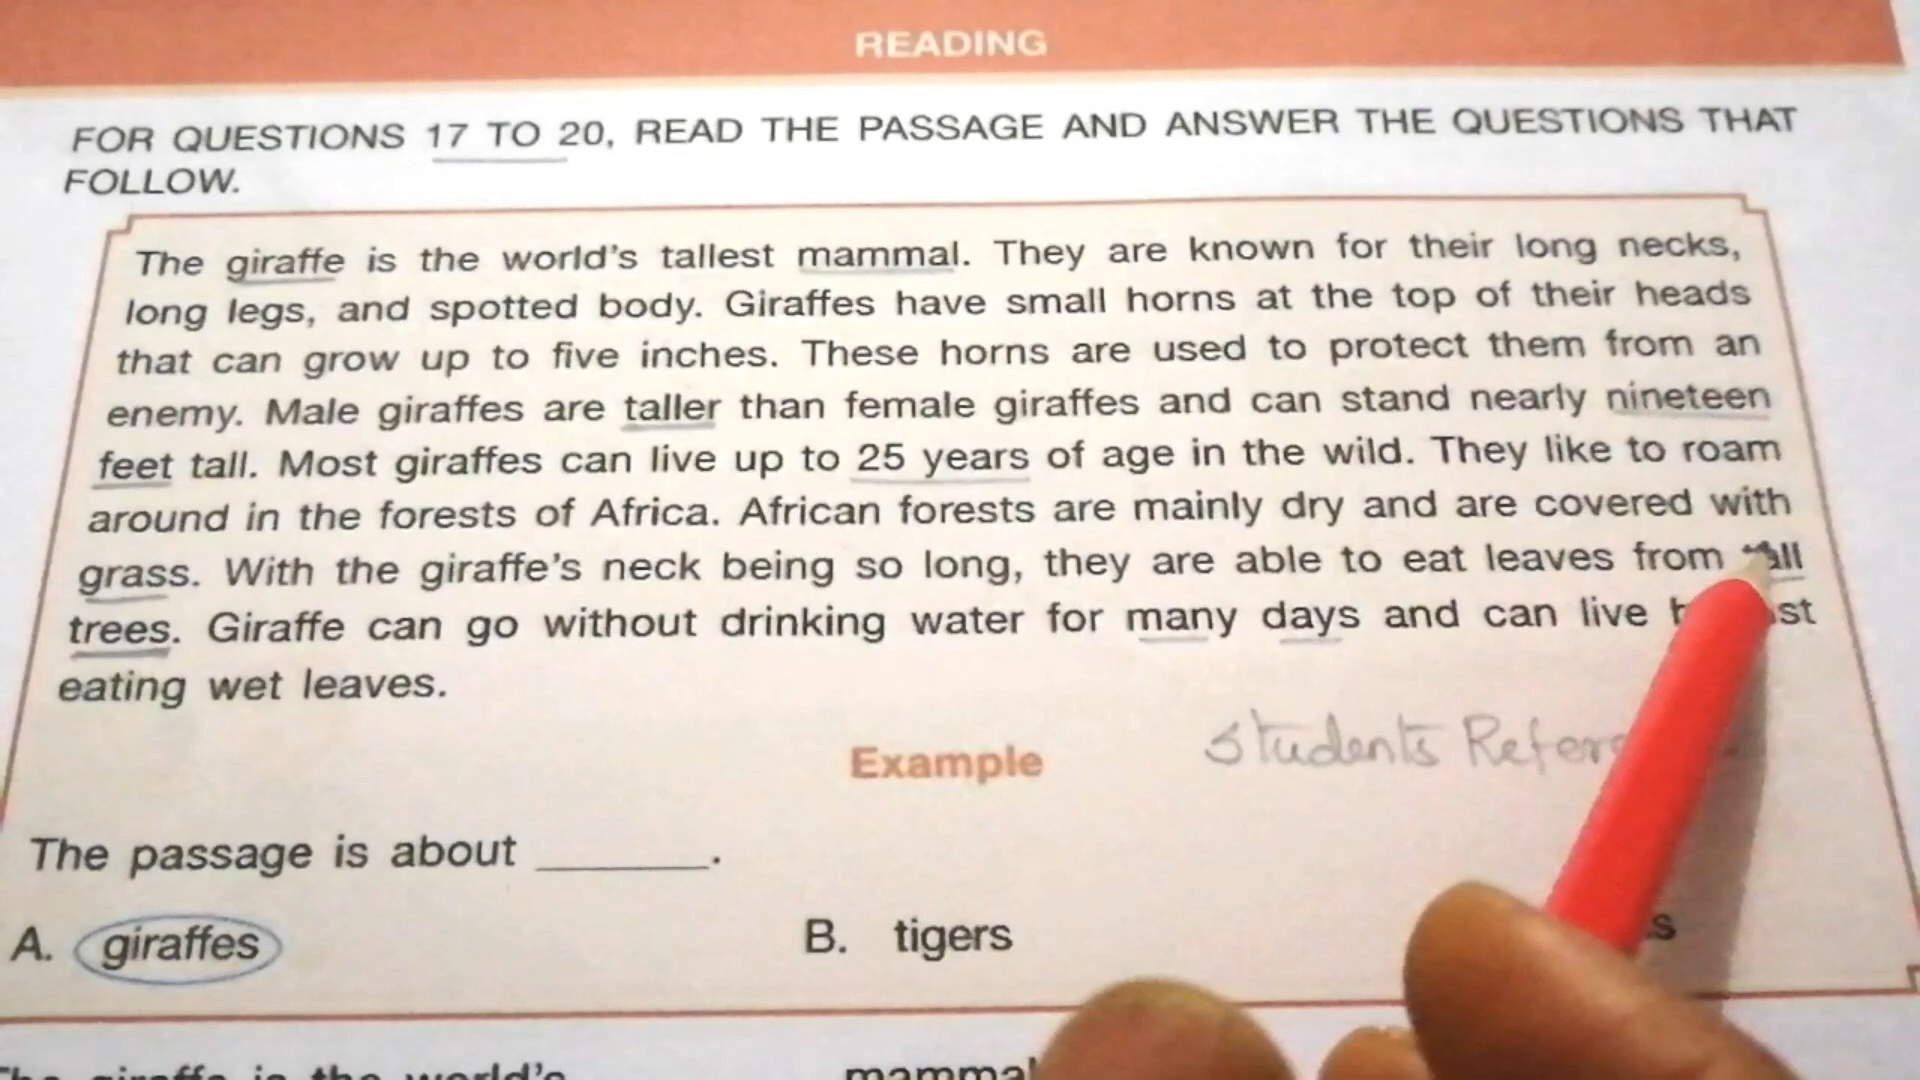 READING
FOR QUESTIONS 17 TO 20, READ THE PASSAGE AND ANSWER THE QUESTIONS THAT
FOLLOW.
The giraffe is the world's tallest mammal. They are known for their long necks,
long legs, and spotted body. Giraffes have small horns at the top of their heads
that can grow up to five inches. These horns are used to protect them from an
enemy. Male giraffes are taller than female giraffes and can stand nearly nineteen
feet tall. Most giraffes can live up to 25 years of age in the wild. They like to roam
around in the forests of Africa. African forests are mainly dry and are covered with
grass. With the giraffe's neck being so long, they are able to eat leaves from tall
trees. Giraffe can go without drinking water for many days and can live
eating wet leaves.
Example
Students
The passage is about ______.
A. giraffes
B. tigers
giraffe is the world's